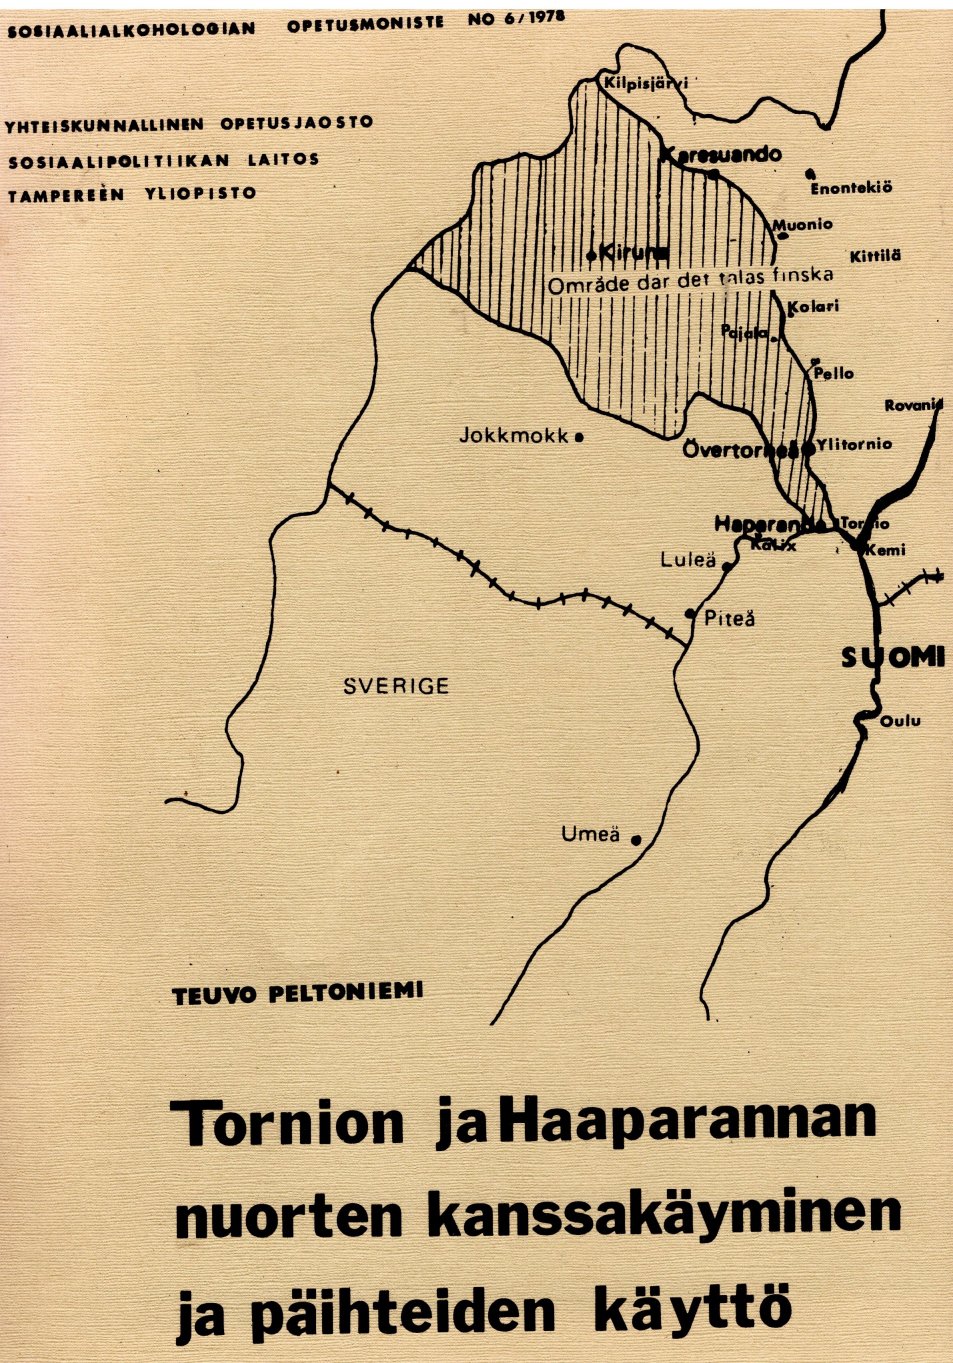 SOSIAALIALKOHOLOGIAN OPETUSMONISTE NO 6/1978
YHTEISKUNNALLINEN OPETUSJAOSTO
SOSIAALIPOLITIIKAN LAITOS
TAMPEREEN YLIOPISTO
Kilpisjärvi
Karesuando
Enontekiö
Muonio
Kittilä
Kiruna
Område där det talas finska
Kolari
Pajala
Pello
Rovani
Jokkmokk
Övertorneå
Ylitornio
Haparanda
Tornio
Kalix
Kemi
Luleå
Piteå
SUOMI
SVERIGE
Oulu
Umeå
TEUVO PELTONIEMI
Tornion ja Haaparannan
nuorten kanssakäyminen
ja päihteiden käyttö